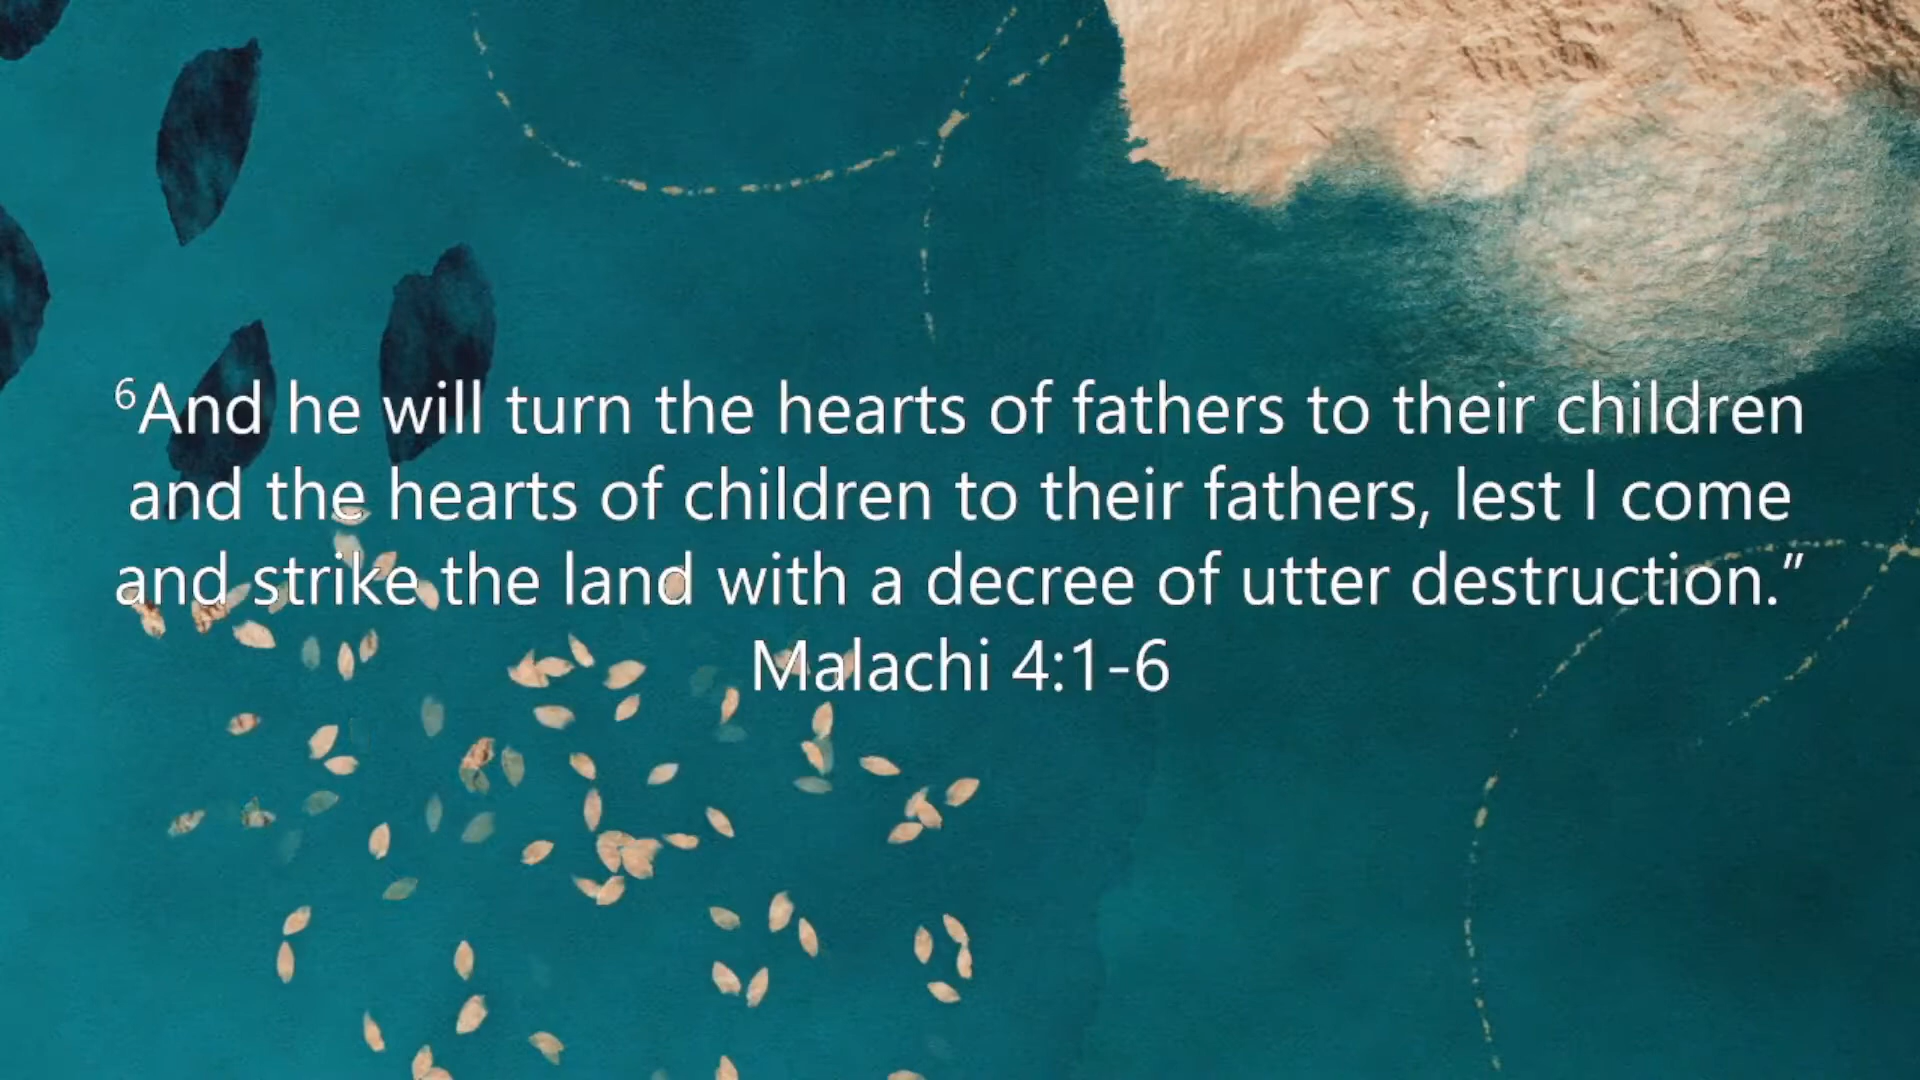 ⁶And he will turn the hearts of fathers to their children
and the hearts of children to their fathers, lest I come
and strike the land with a decree of utter destruction.”
Malachi 4:1-6